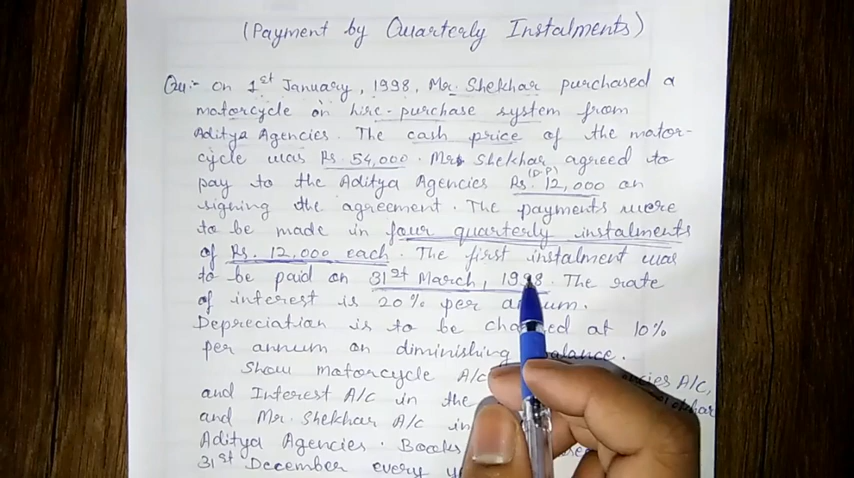 (Payment by Quarterly Instalments)
Qu:- On 1st January, 1998, Mr. Shekhar purchased a
motorcycle on hire-purchase system from
Aditya Agencies. The cash price of the motor-
cycle was Rs 54,000. Mr. Shekhar agreed to
(D.P)
pay to the Aditya Agencies Rs. 12,000 on
signing the agreement. The payments were
to be made in four quarterly instalments
of Rs. 12,000 each. The first instalment was
to be paid on 31st March, 1998. The rate
of interest is 20% per annum.
Depreciation is to be at 10%
per annum on diminishing balance.
Show motorcycle A/c, A/C,
and Interest A/C in the
and Mr. Shekhar A/C in
Aditya Agencies. Books
31st December every